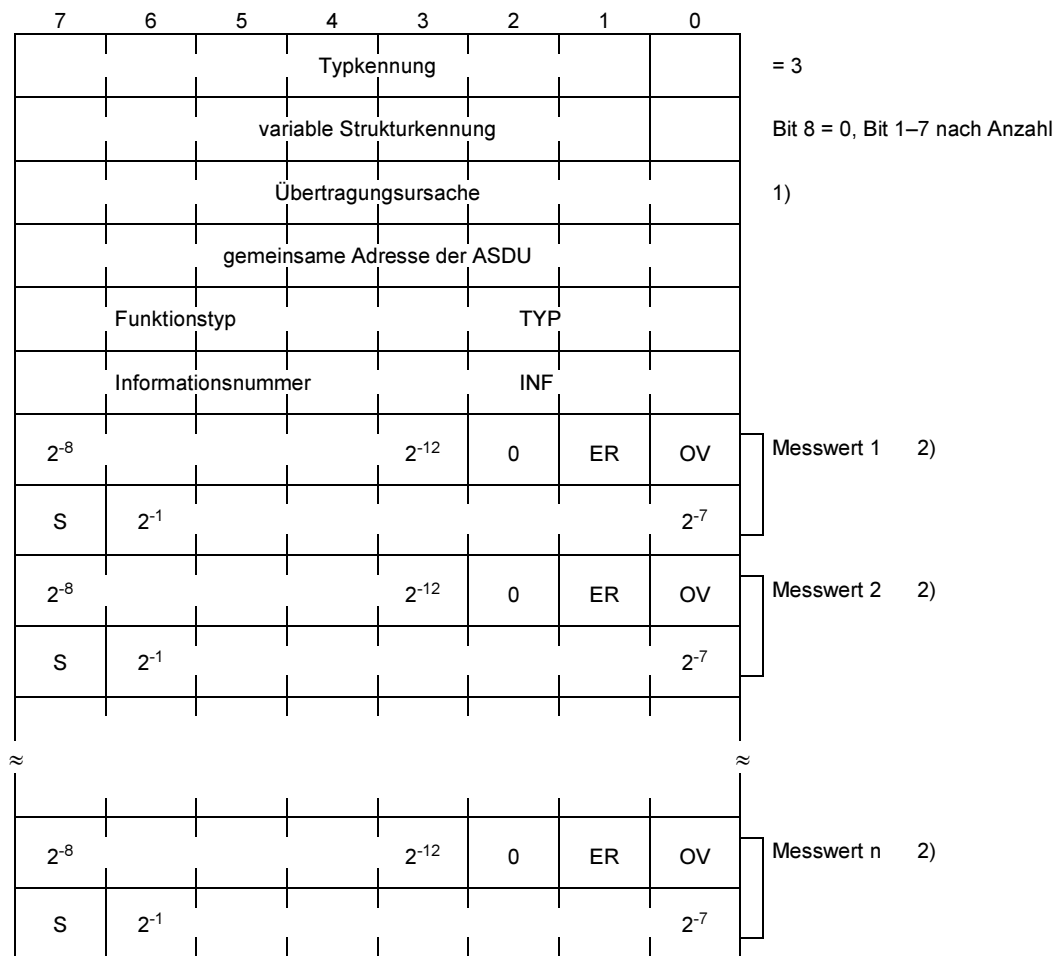 7 6 5 4 3 2 1 0
Typkennung = 3
variable Strukturkennung Bit 8 = 0, Bit 1–7 nach Anzahl
Übertragungsursache 1)
gemeinsame Adresse der ASDU
Funktionstyp TYP
Informationsnummer INF
2⁻⁸ 2⁻¹² 0 ER OV Messwert 1 2)
S 2⁻¹ 2⁻⁷
2⁻⁸ 2⁻¹² 0 ER OV Messwert 2 2)
S 2⁻¹ 2⁻⁷
≈ ≈
2⁻⁸ 2⁻¹² 0 ER OV Messwert n 2)
S 2⁻¹ 2⁻⁷